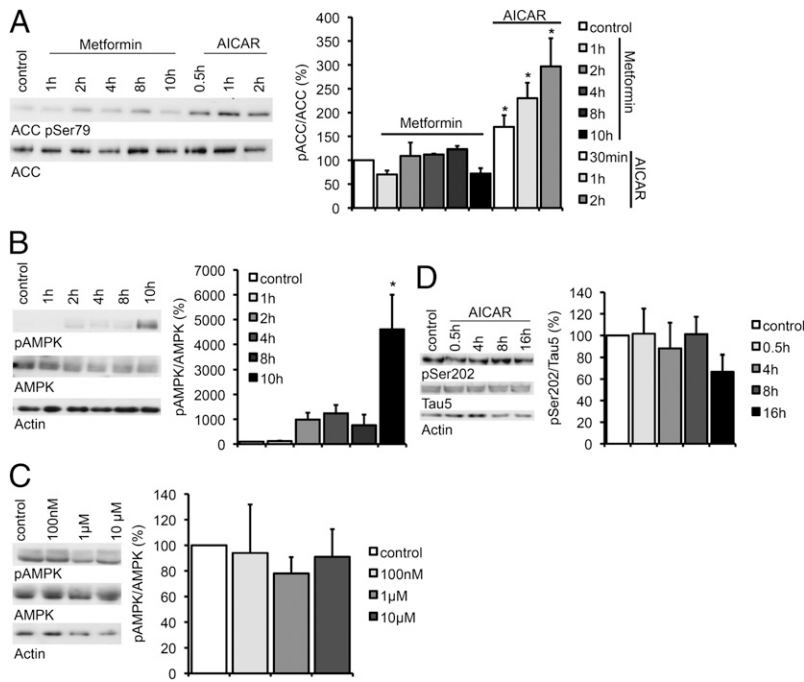 A
control
Metformin
1h
2h
4h
8h
10h
AICAR
0.5h
1h
2h
ACC pSer79
ACC
pACC/ACC (%)
400
350
300
250
200
150
100
50
0
Metformin
AICAR
*
*
*
control
1h
2h
4h
8h
10h
Metformin
30min
1h
2h
AICAR
B
control
1h
2h
4h
8h
10h
pAMPK
AMPK
Actin
pAMPK/AMPK (%)
7000
6000
5000
4000
3000
2000
1000
0
*
control
1h
2h
4h
8h
10h
D
control
AICAR
0.5h
4h
8h
16h
pSer202
Tau5
Actin
pSer202/Tau5 (%)
140
120
100
80
60
40
20
0
control
0.5h
4h
8h
16h
C
control
100nM
1µM
10 µM
pAMPK
AMPK
Actin
pAMPK/AMPK (%)
140
120
100
80
60
40
20
0
control
100nM
1µM
10µM